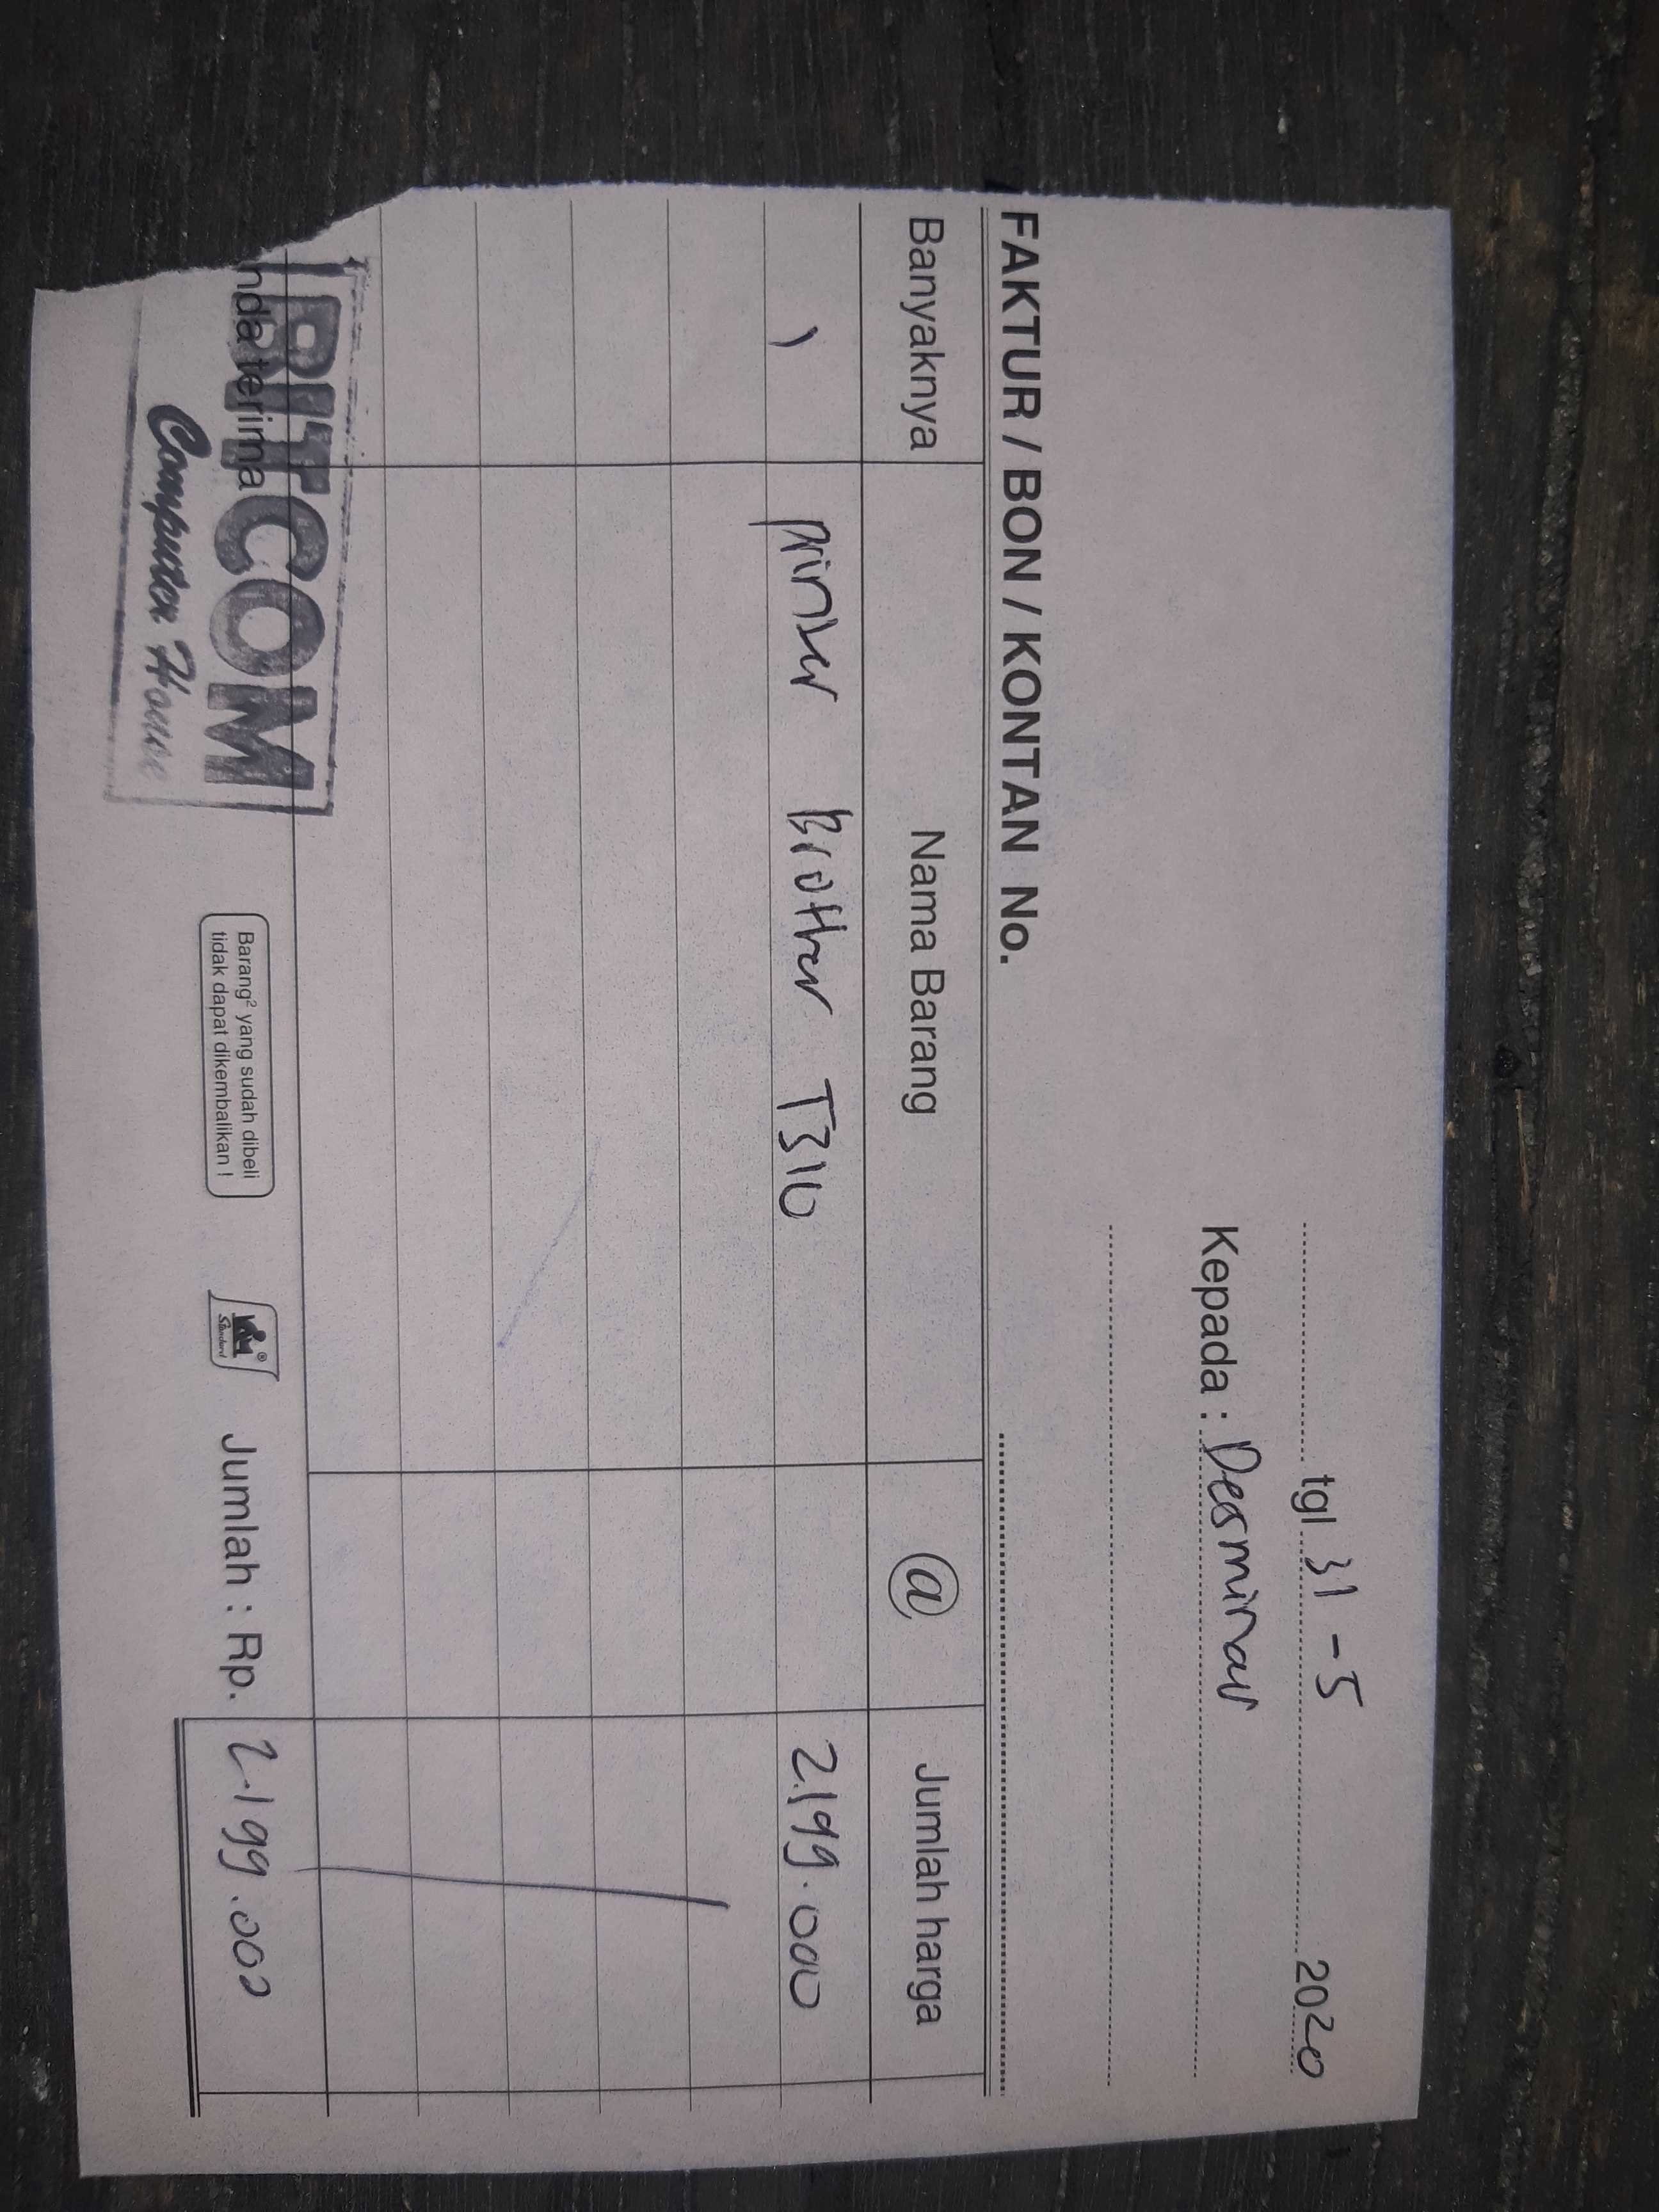 tgl. 31 - 5 2020
Kepada : Desminar
FAKTUR / BON / KONTAN No.
Banyaknya Nama Barang @ Jumlah harga
1 Printer Brother T310 2.199.000
nda terima
BITCOM
Computer House
Barang² yang sudah dibeli
tidak dapat dikembalikan !
Standard
Jumlah : Rp. 2.199.000